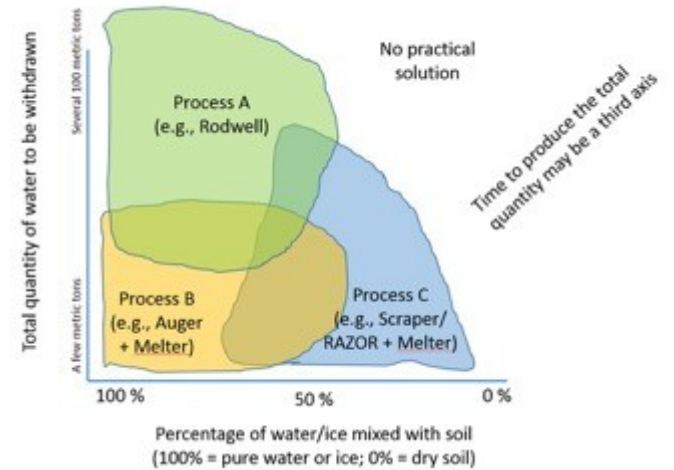 Total quantity of water to be withdrawn
Several 100 metric tons
A few metric tons
Process A
(e.g., Rodwell)
No practical
solution
Time to produce the total
quantity may be a third axis
Process B
(e.g., Auger
+ Melter)
Process C
(e.g., Scraper/
RAZOR + Melter)
100 %
50 %
0 %
Percentage of water/ice mixed with soil
(100% = pure water or ice; 0% = dry soil)